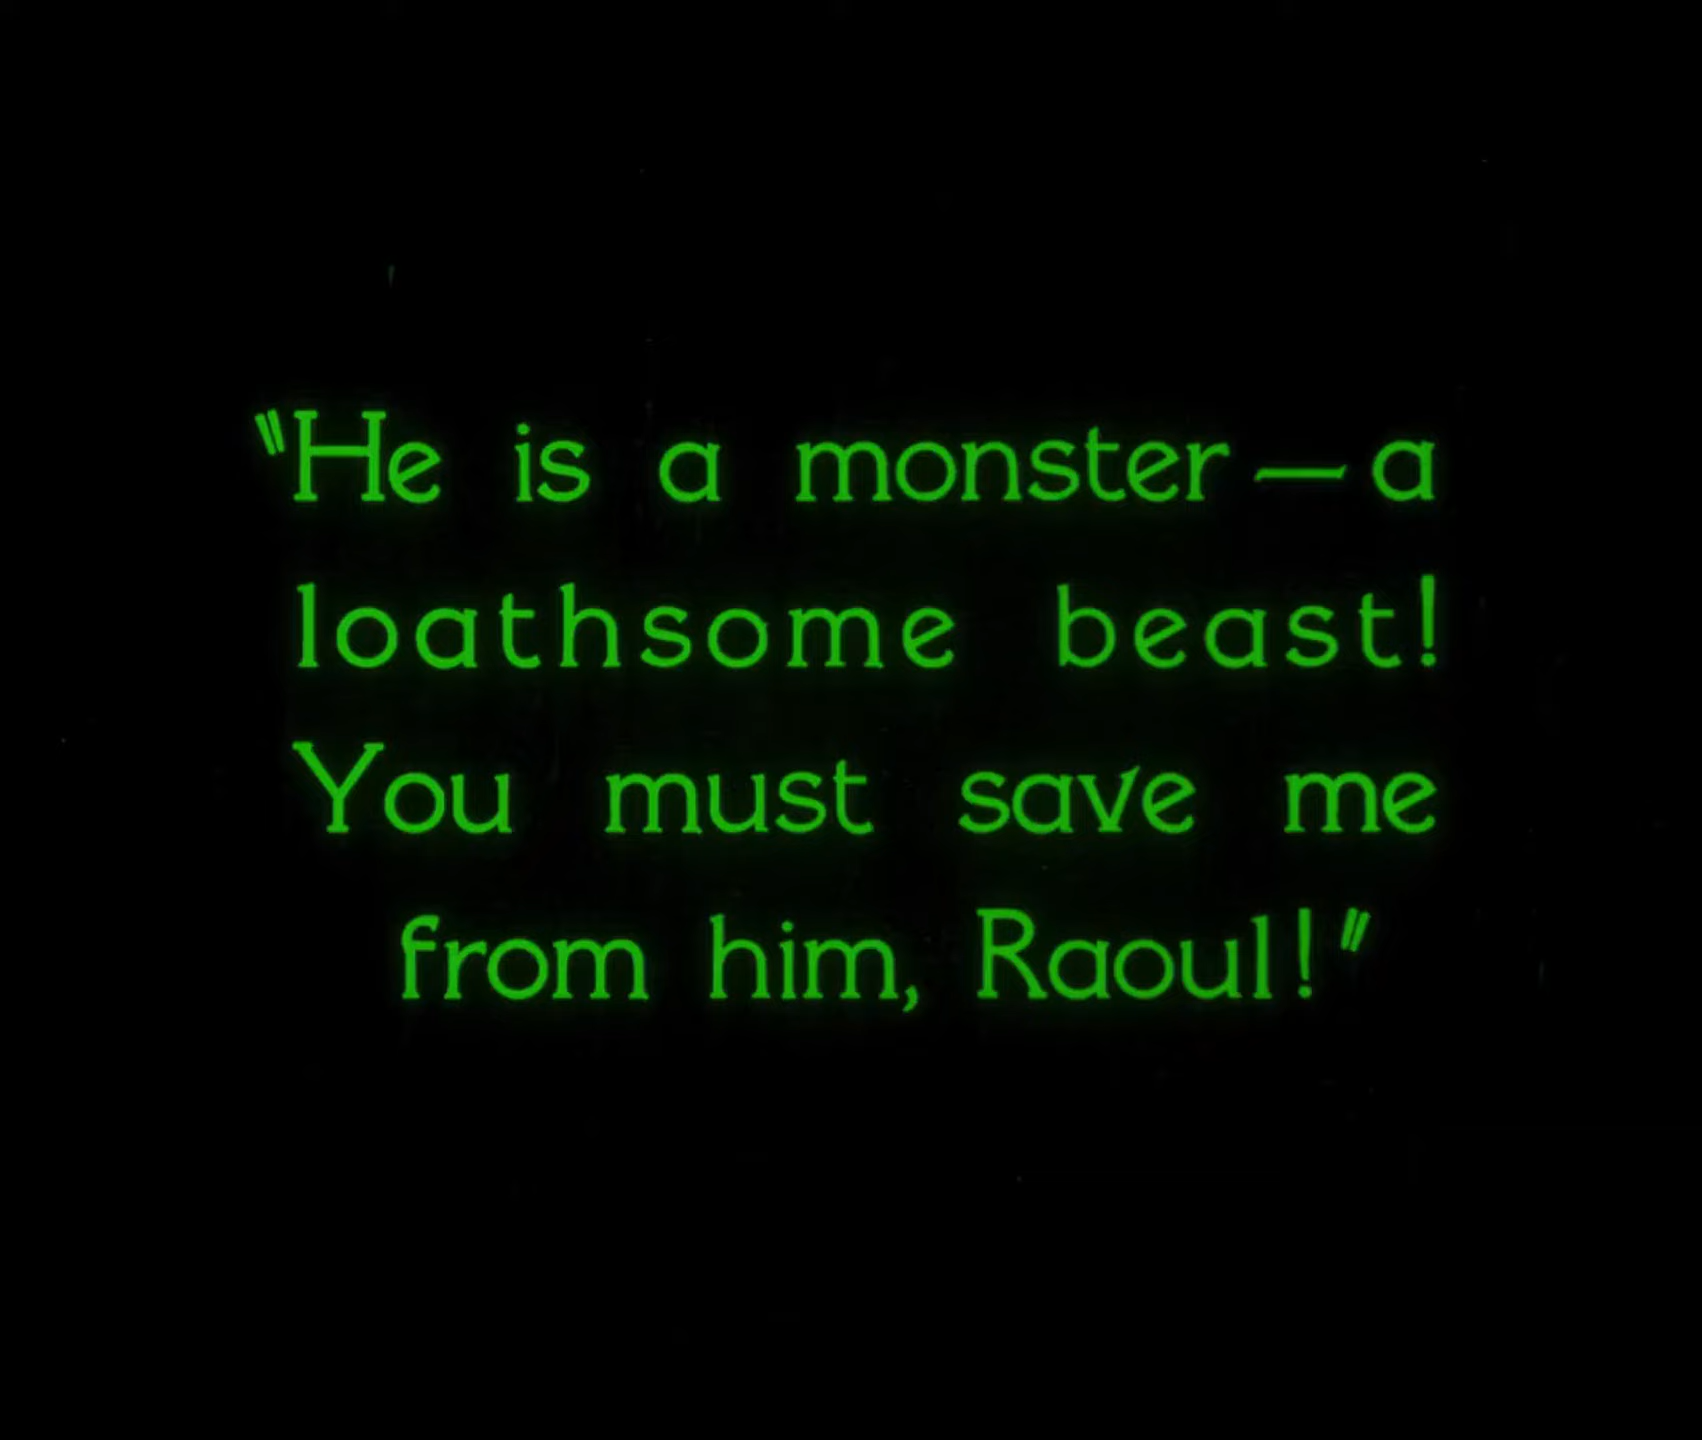 "He is a monster—a
loathsome beast!
You must save me
from him, Raoul!"